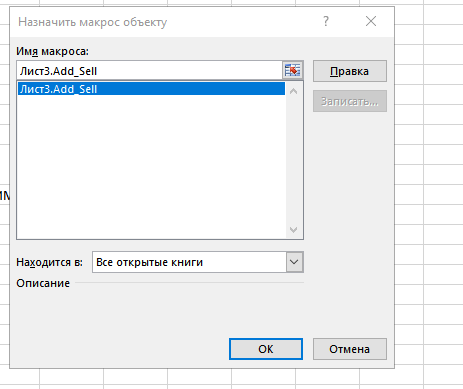 Назначить макрос объекту
?
Имя макроса:
Лист3.Add_Sell
Правка
Лист3.Add_Sell
Записать...
Находится в:
Все открытые книги
Описание
OK
Отмена